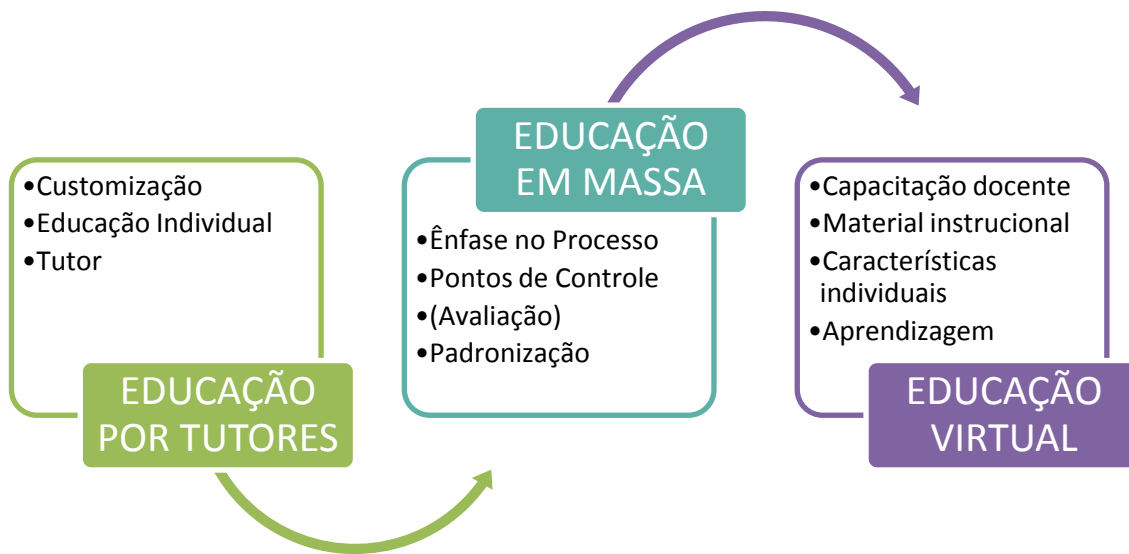 •Customização
•Educação Individual
•Tutor
EDUCAÇÃO
POR TUTORES
EDUCAÇÃO
EM MASSA
•Ênfase no Processo
•Pontos de Controle
•(Avaliação)
•Padronização
•Capacitação docente
•Material instrucional
•Características
individuais
•Aprendizagem
EDUCAÇÃO
VIRTUAL